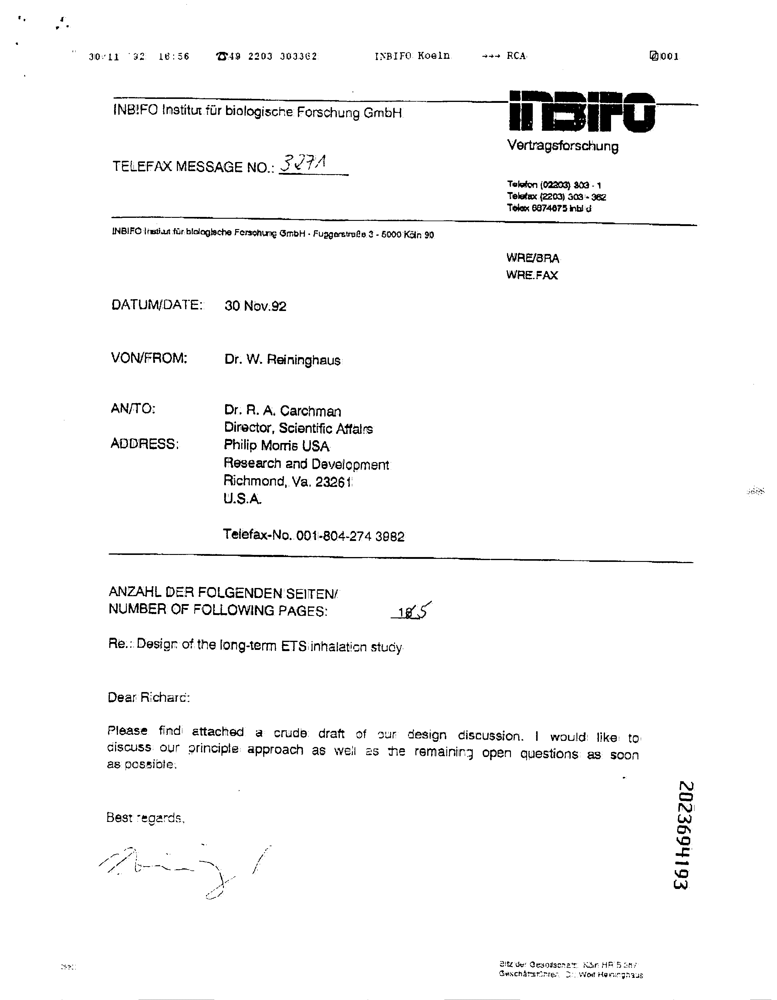 30/11 '92 16:56 ☎49 2203 303362 INBIFO Koeln →→→ RCA 001
INBIFO Institut für biologische Forschung GmbH
INBIFO
Vertragsforschung
TELEFAX MESSAGE NO.: 3271
Telefon (02203) 303 - 1
Telefax (2203) 303 - 362
Telex 8874675 inbi d
INBIFO Institut für biologische Forschung GmbH - Fuggerstraße 3 - 5000 Köln 90
WRE/BRA
WRE.FAX
DATUM/DATE: 30 Nov.92
VON/FROM: Dr. W. Reininghaus
AN/TO: Dr. R. A. Carchman
Director, Scientific Affairs
ADDRESS: Philip Morris USA
Research and Development
Richmond, Va. 23261
U.S.A.
Telefax-No. 001-804-274 3982
ANZAHL DER FOLGENDEN SEITEN/
NUMBER OF FOLLOWING PAGES: 15
Re.: Design of the long-term ETS inhalation study
Dear Richard:
Please find attached a crude draft of our design discussion. I would like to
discuss our principle approach as well as the remaining open questions as soon
as possible.
Best regards,
2023694193
Sitz der Gesellschaft: Köln HR B 367
Geschäftsführer: Dr. Wolf Reininghaus